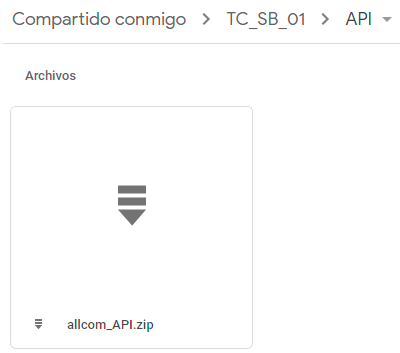 Compartido conmigo > TC_SB_01 > API
Archivos
allcom_API.zip